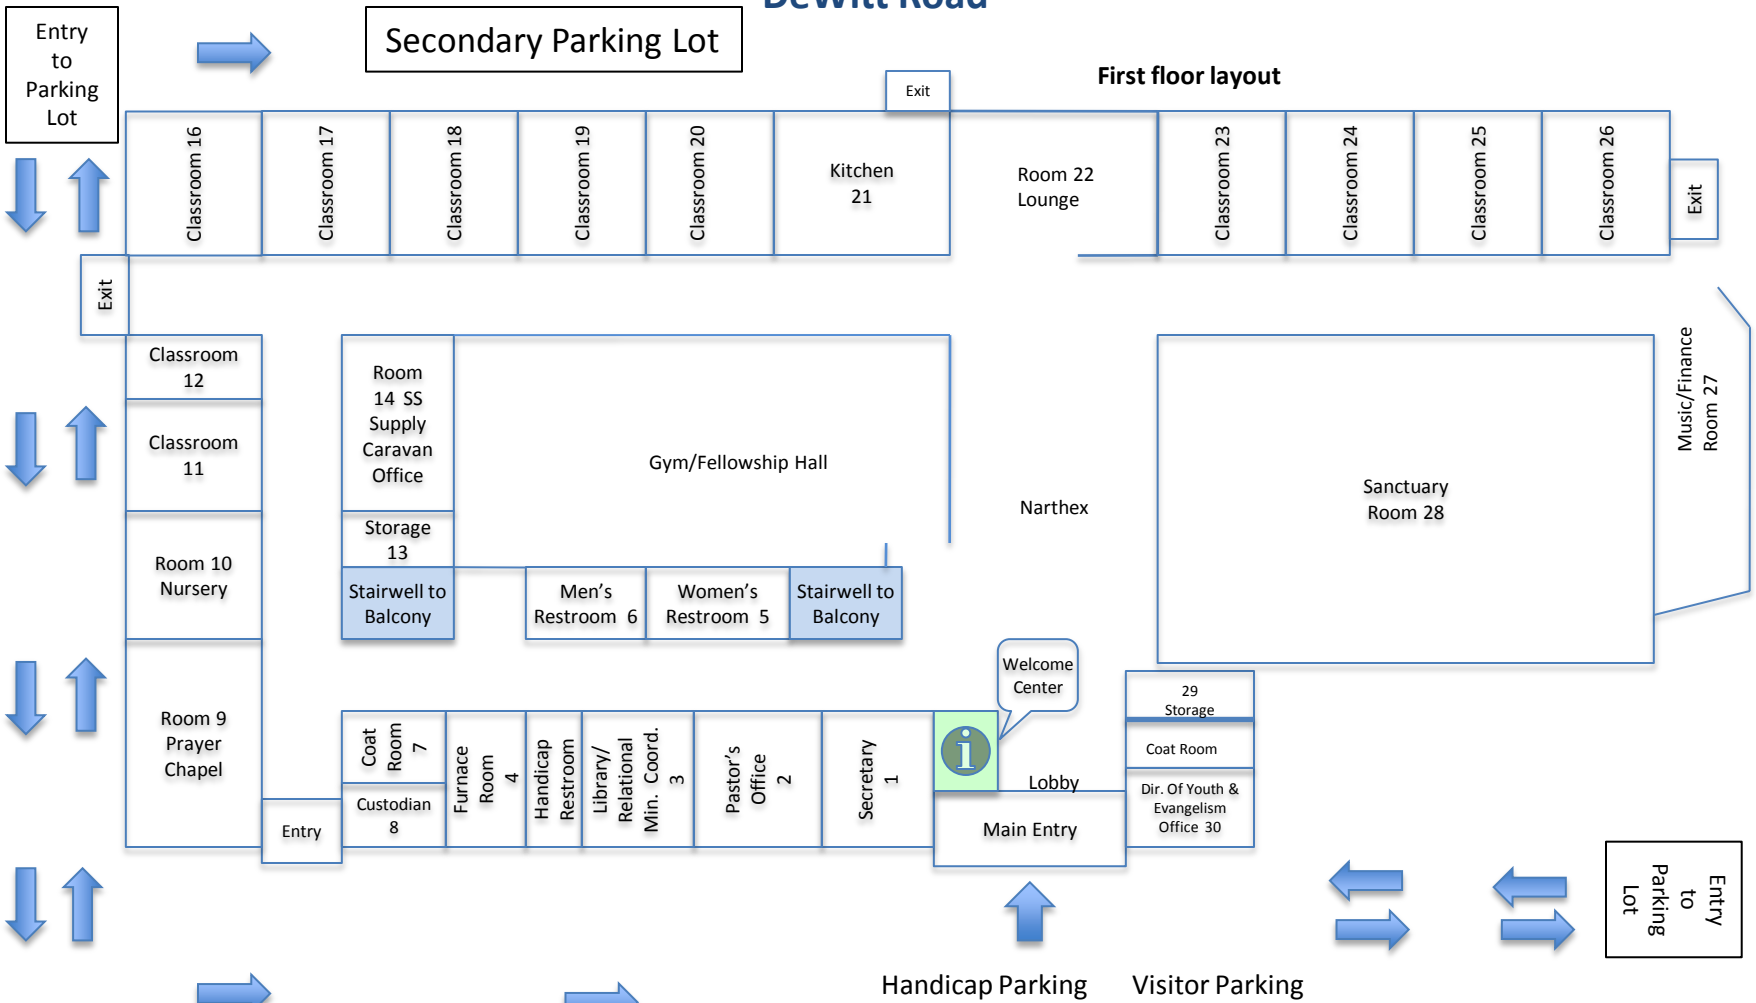 DeWitt Road
Entry
to
Parking
Lot
Secondary Parking Lot
First floor layout
Exit
Classroom 16
Classroom 17
Classroom 18
Classroom 19
Classroom 20
Kitchen
21
Room 22
Lounge
Classroom 23
Classroom 24
Classroom 25
Classroom 26
Exit
Exit
Classroom
12
Classroom
11
Room 10
Nursery
Room 9
Prayer
Chapel
Room
14 SS
Supply
Caravan
Office
Storage
13
Stairwell to
Balcony
Gym/Fellowship Hall
Men’s
Restroom 6
Women’s
Restroom 5
Stairwell to
Balcony
Narthex
Sanctuary
Room 28
Music/Finance
Room 27
Welcome
Center
29
Storage
Coat Room
Dir. Of Youth &
Evangelism
Office 30
Entry
Coat
Room
7
Custodian
8
Furnace
Room
4
Handicap
Restroom
Library/
Relational
Min. Coord.
3
Pastor’s
Office
2
Secretary
1
i
Lobby
Main Entry
Entry
to
Parking
Lot
Handicap Parking
Visitor Parking